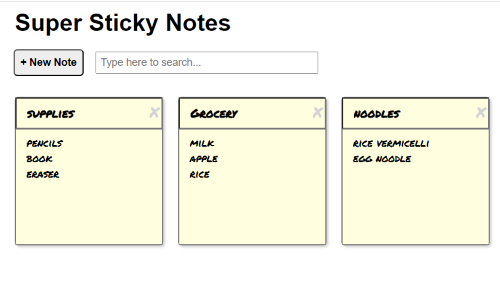 Super Sticky Notes
+ New Note
Type here to search...
SUPPLIES
PENCILS
BOOK
ERASER
GROCERY
MILK
APPLE
RICE
NOODLES
RICE VERMICELLI
EGG NOODLE